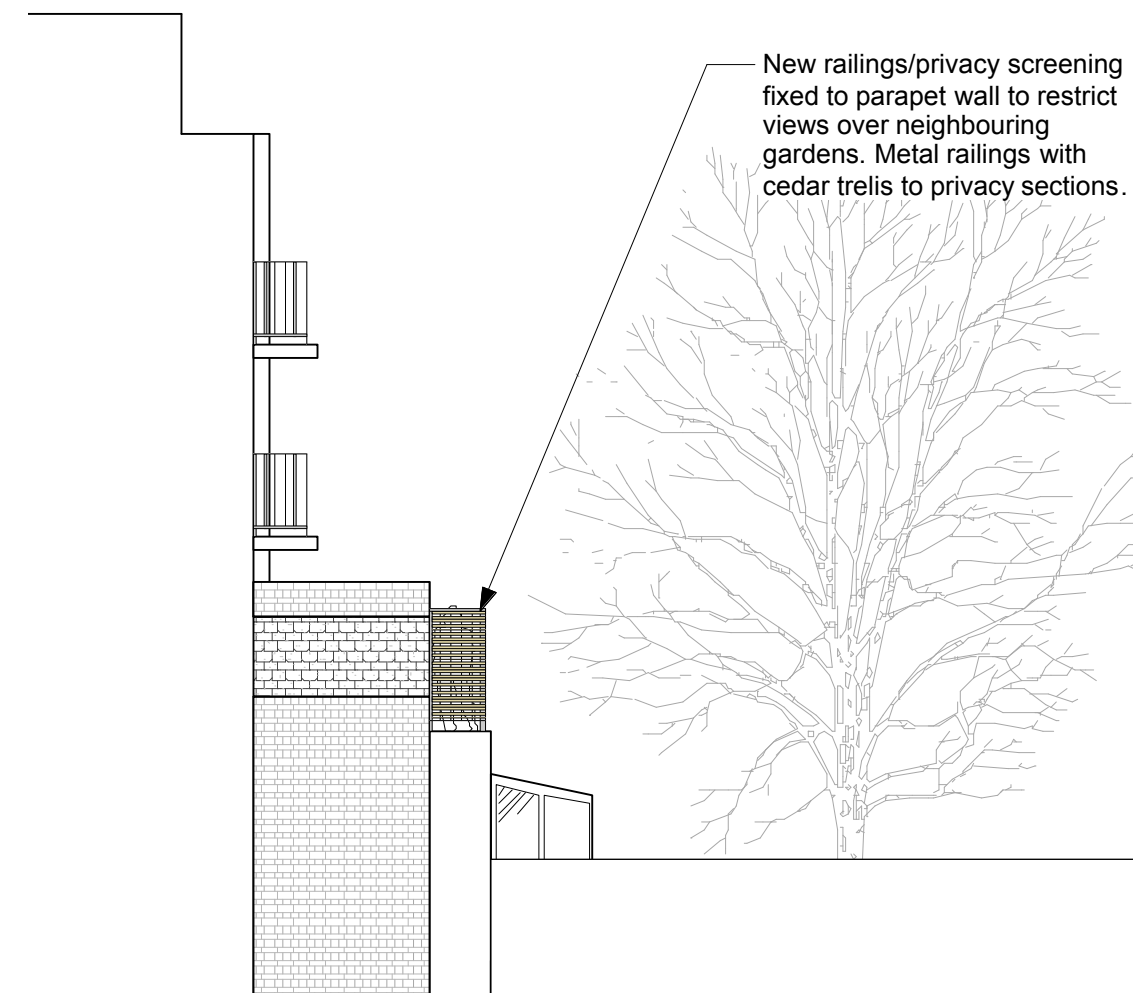 New railings/privacy screening
fixed to parapet wall to restrict
views over neighbouring
gardens. Metal railings with
cedar trelis to privacy sections.